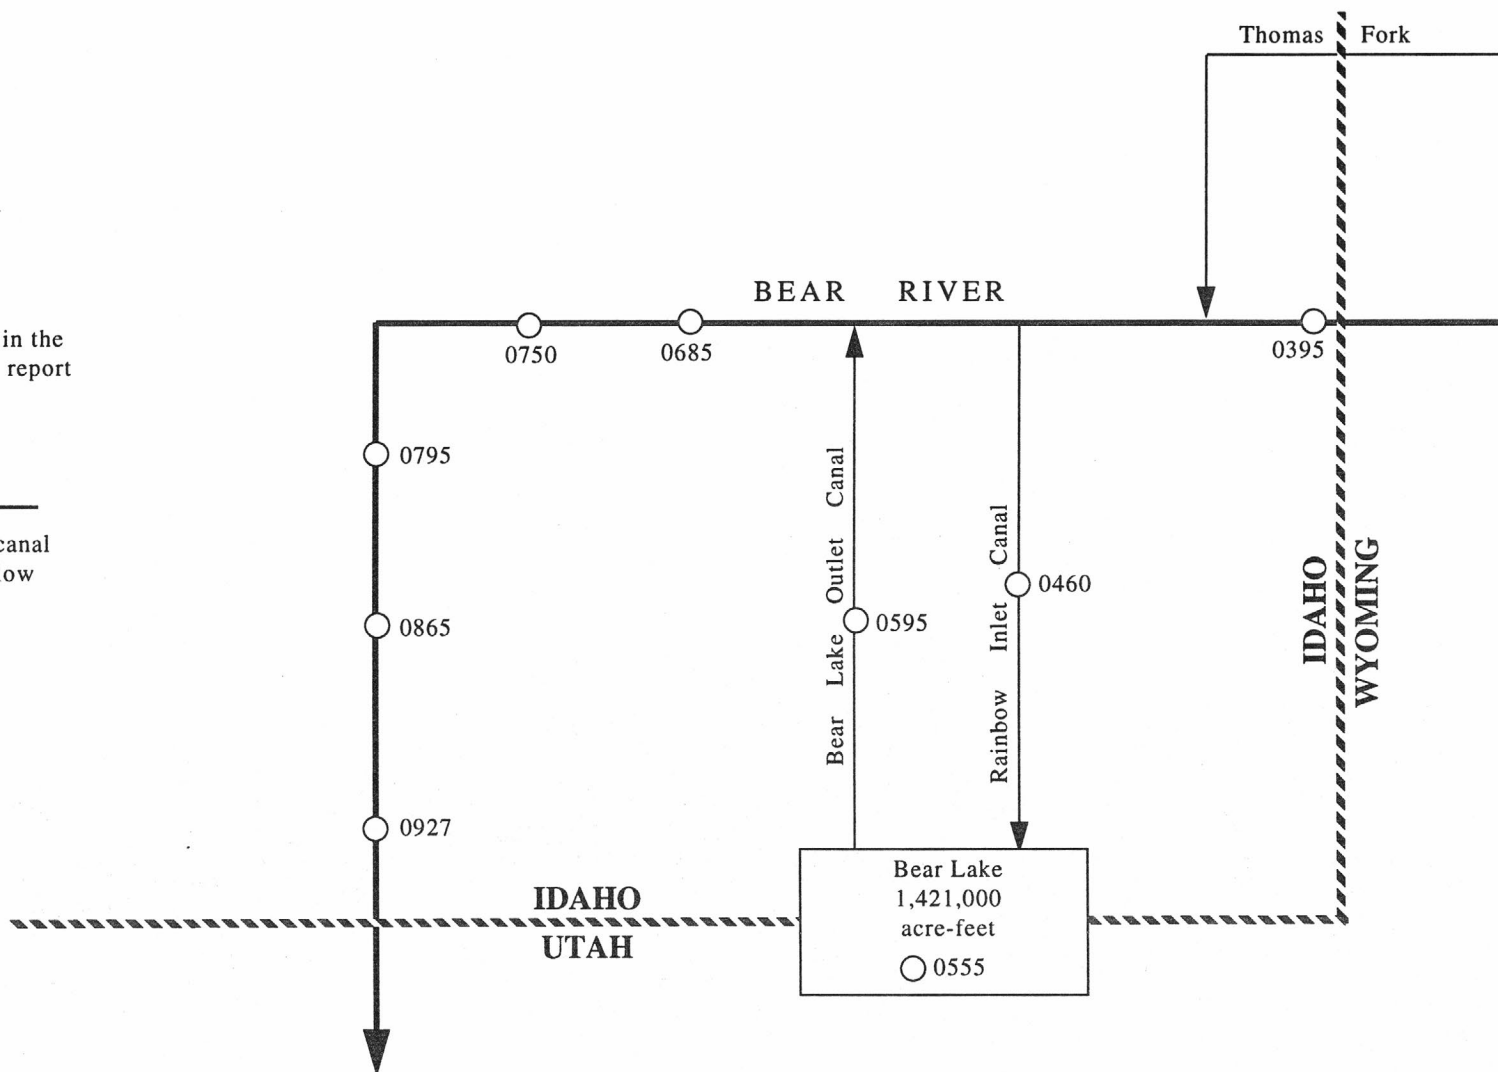 Thomas Fork
BEAR RIVER
in the
report
0750
0685
0395
0795
canal
0865
0927
Bear Lake Outlet Canal
0595
Rainbow Inlet Canal
0460
IDAHO
WYOMING
Bear Lake
1,421,000
acre-feet
0555
IDAHO
UTAH